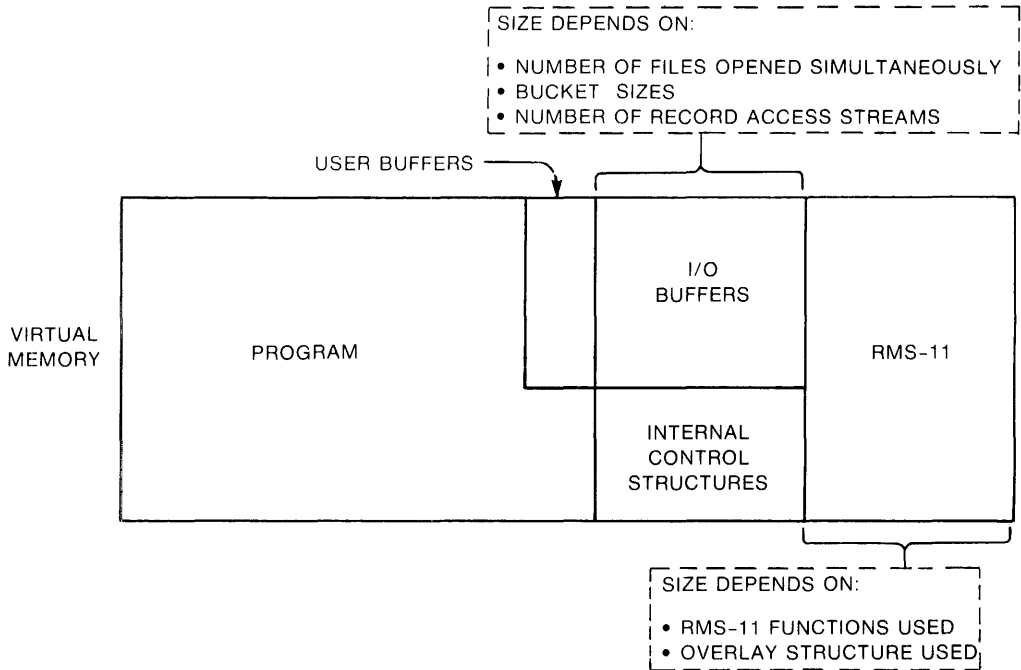 SIZE DEPENDS ON:
• NUMBER OF FILES OPENED SIMULTANEOUSLY
• BUCKET SIZES
• NUMBER OF RECORD ACCESS STREAMS
USER BUFFERS
I/O
BUFFERS
VIRTUAL
MEMORY
PROGRAM
RMS-11
INTERNAL
CONTROL
STRUCTURES
SIZE DEPENDS ON:
• RMS-11 FUNCTIONS USED
• OVERLAY STRUCTURE USED